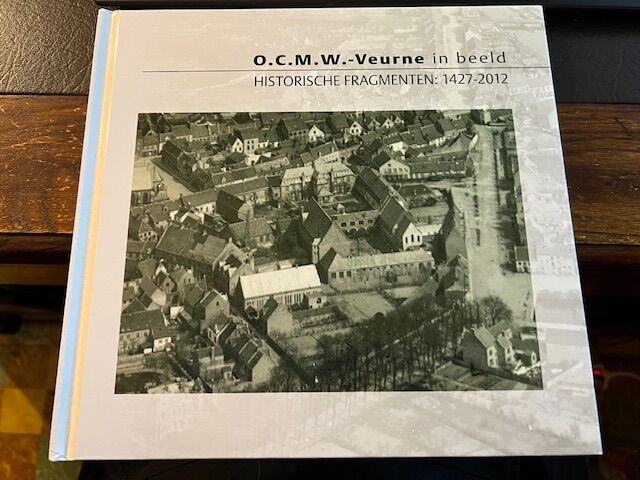 O.C.M.W.-Veurne in beeld
HISTORISCHE FRAGMENTEN: 1427-2012